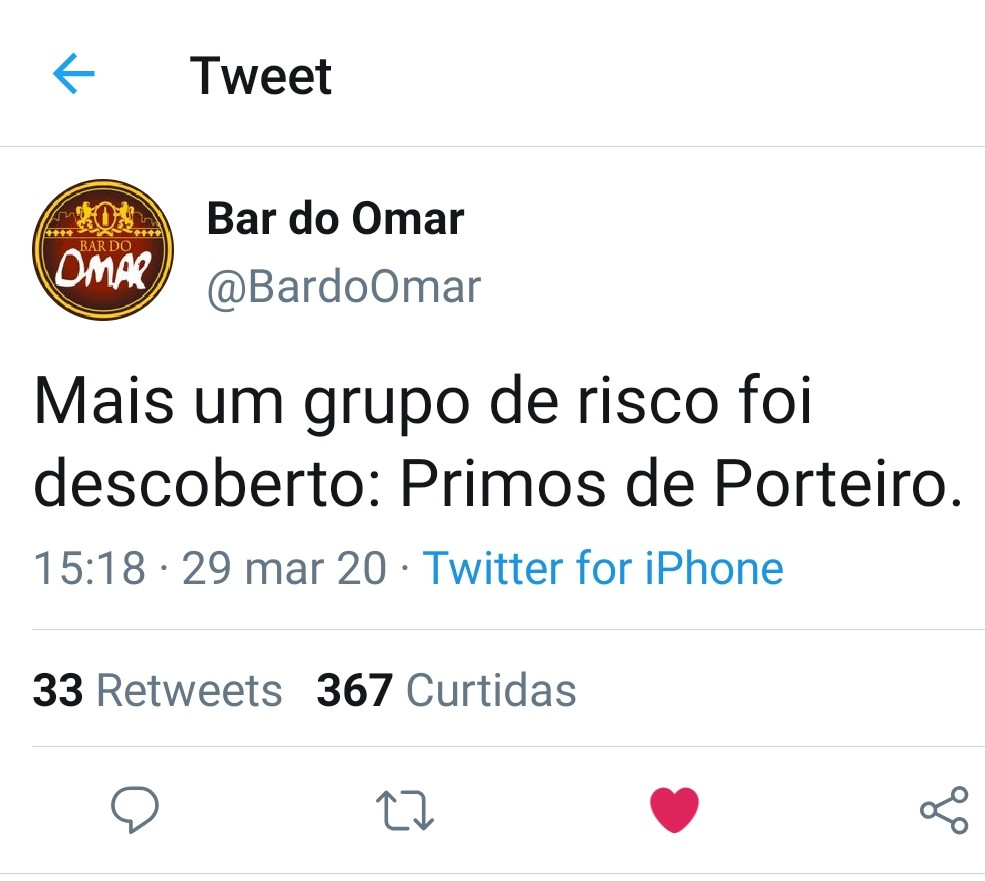 Tweet
BAR DO
OMAR
Bar do Omar
@BardoOmar
Mais um grupo de risco foi
descoberto: Primos de Porteiro.
15:18 · 29 mar 20 · Twitter for iPhone
33 Retweets 367 Curtidas